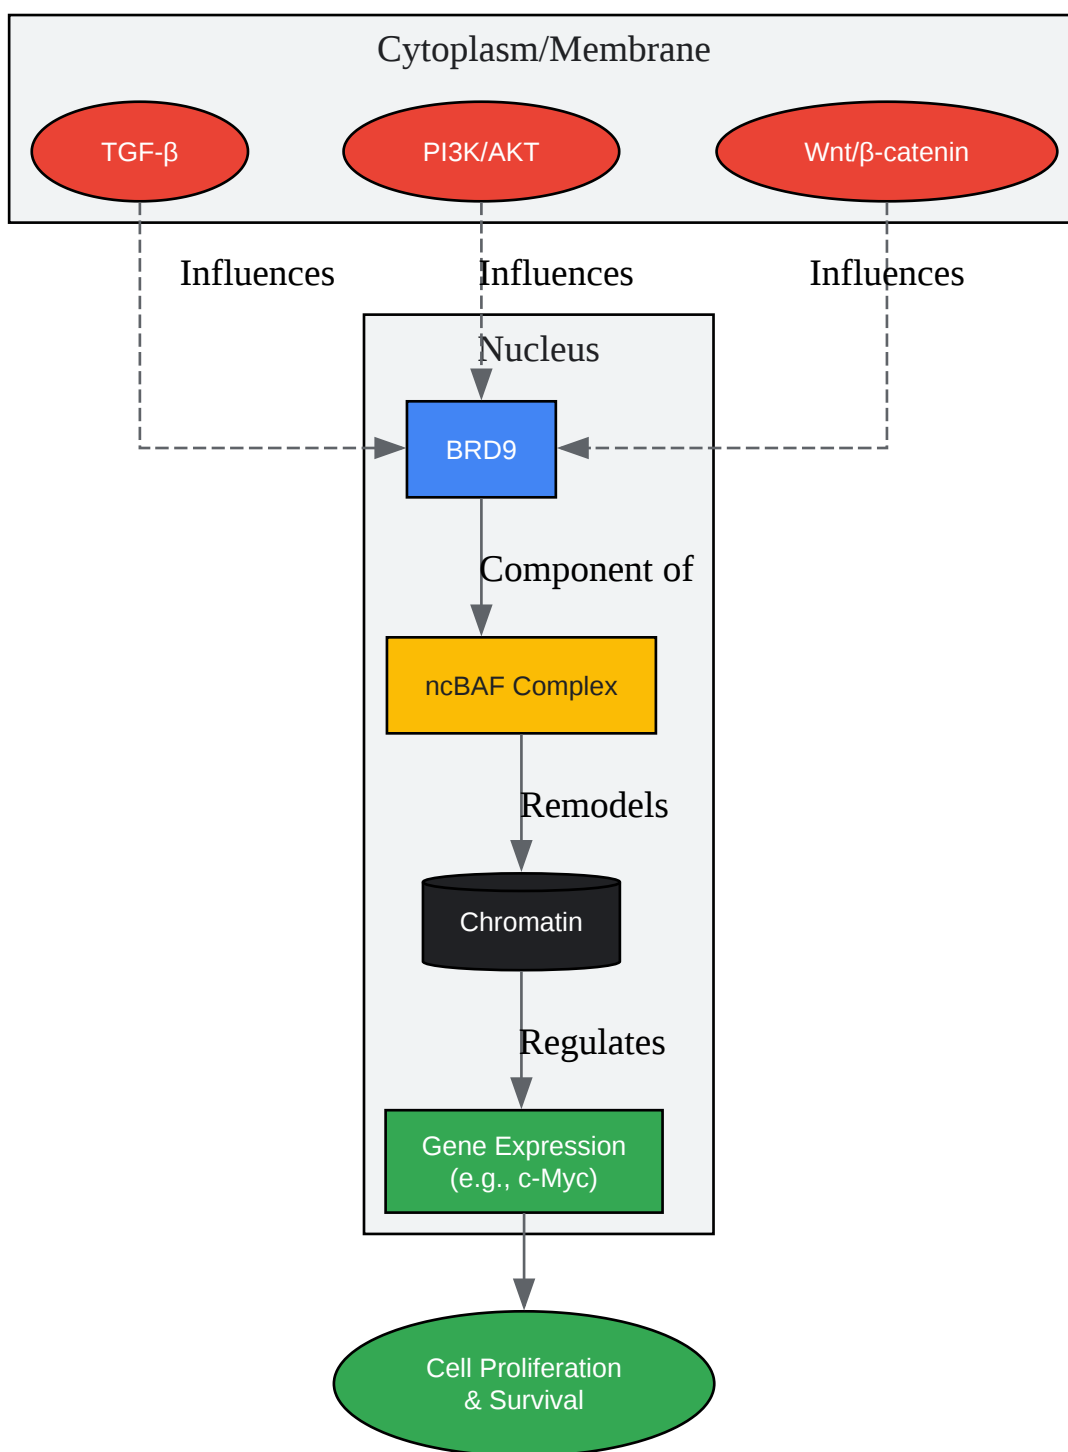 Cytoplasm/Membrane
TGF-β
PI3K/AKT
Wnt/β-catenin
Influences
Influences
Influences
Nucleus
BRD9
Component of
ncBAF Complex
Remodels
Chromatin
Regulates
Gene Expression
(e.g., c-Myc)
Cell Proliferation
& Survival